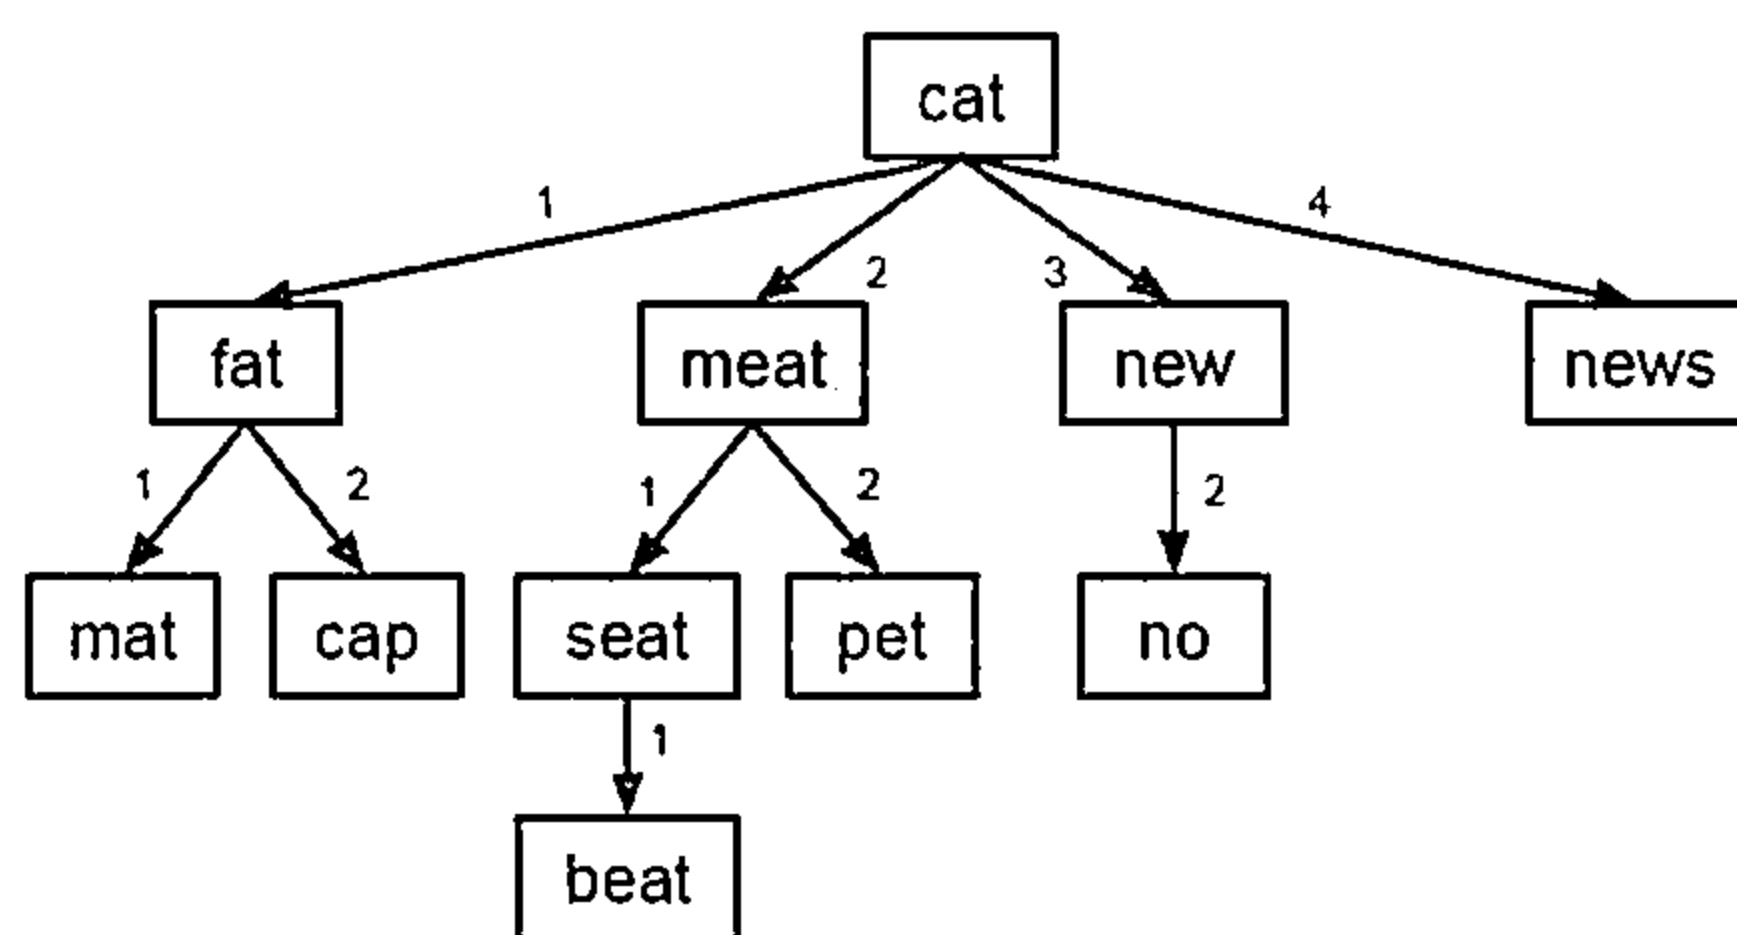 cat
1 4
2 3
fat meat new news
1 2 1 2 2
mat cap seat pet no
1
beat